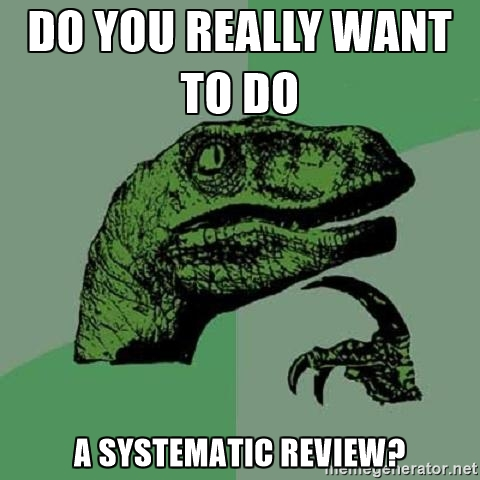 DO YOU REALLY WANT
TO DO
A SYSTEMATIC REVIEW?
memegenerator.net